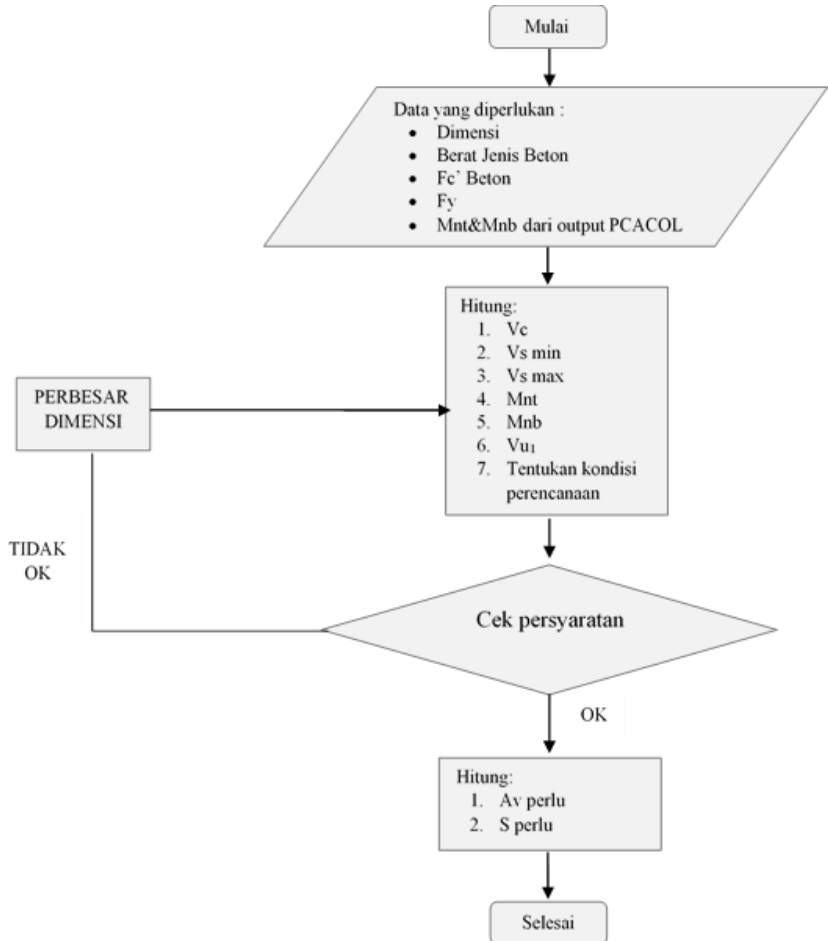 Mulai
Data yang diperlukan :
• Dimensi
• Berat Jenis Beton
• Fc` Beton
• Fy
• Mnt&Mnb dari output PCACOL
Hitung:
1. Vc
2. Vs min
3. Vs max
4. Mnt
5. Mnb
6. Vu₁
7. Tentukan kondisi
perencanaan
PERBESAR
DIMENSI
TIDAK
OK
Cek persyaratan
OK
Hitung:
1. Av perlu
2. S perlu
Selesai